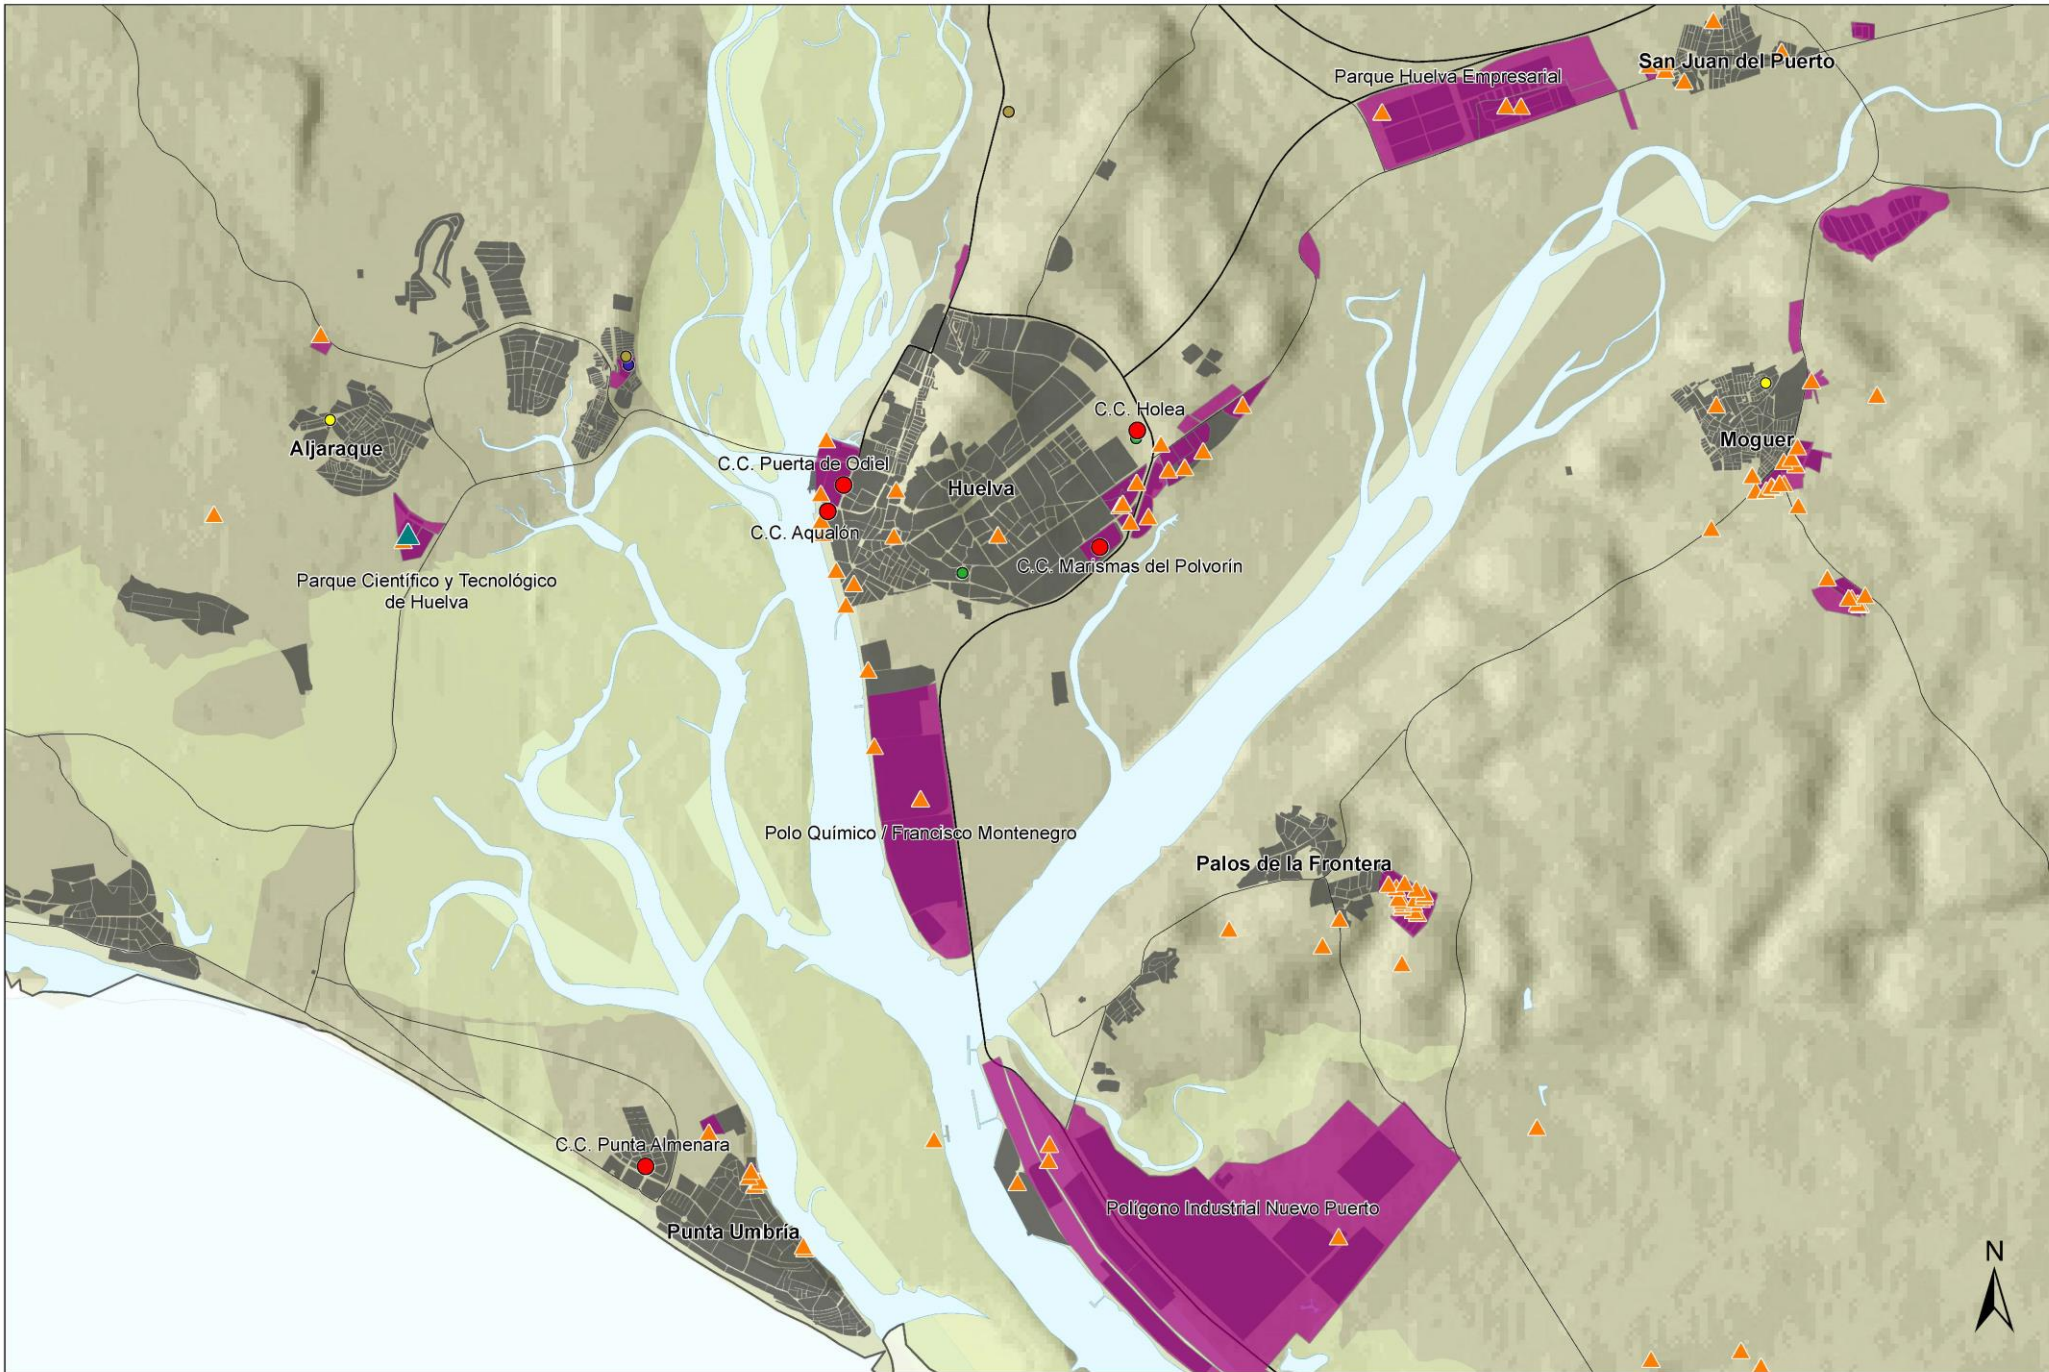 San Juan del Puerto
Parque Huelva Empresarial
C.C. Holea
Moguer
Aljaraque
C.C. Puerta de Odiel
Huelva
C.C. Aqualón
C.C. Marismas del Polvorín
Parque Científico y Tecnológico
de Huelva
Polo Químico / Francisco Montenegro
Palos de la Frontera
C.C. Punta Almenara
Polígono Industrial Nuevo Puerto
Punta Umbría
N